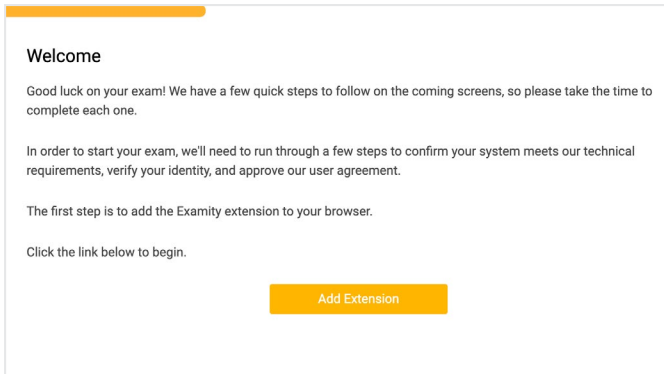 Welcome
Good luck on your exam! We have a few quick steps to follow on the coming screens, so please take the time to
complete each one.
In order to start your exam, we'll need to run through a few steps to confirm your system meets our technical
requirements, verify your identity, and approve our user agreement.
The first step is to add the Examity extension to your browser.
Click the link below to begin.
Add Extension